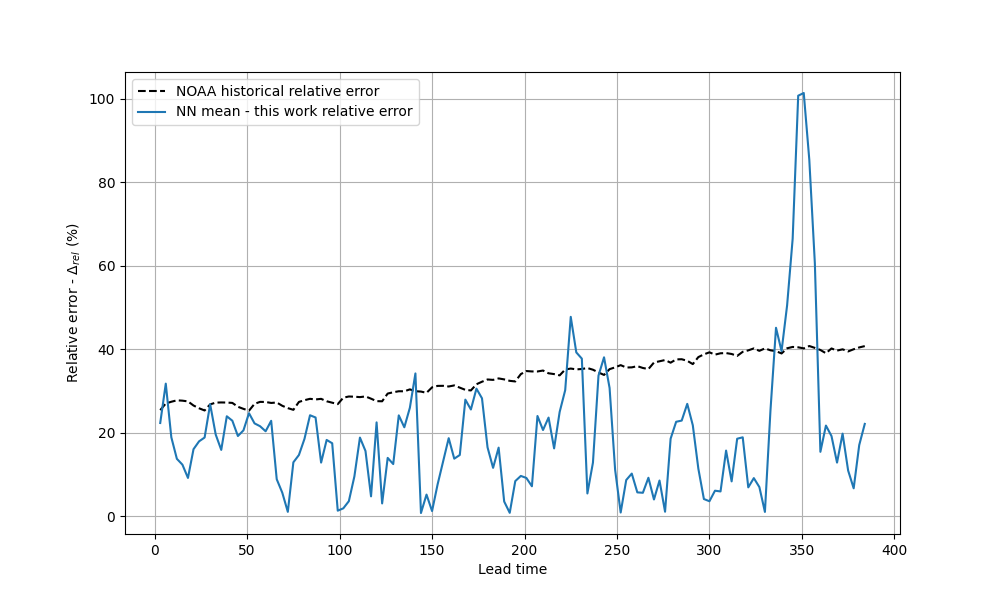 NOAA historical relative error
NN mean - this work relative error
100
80
60
40
20
0
Relative error - Δrel (%)
0 50 100 150 200 250 300 350 400
Lead time